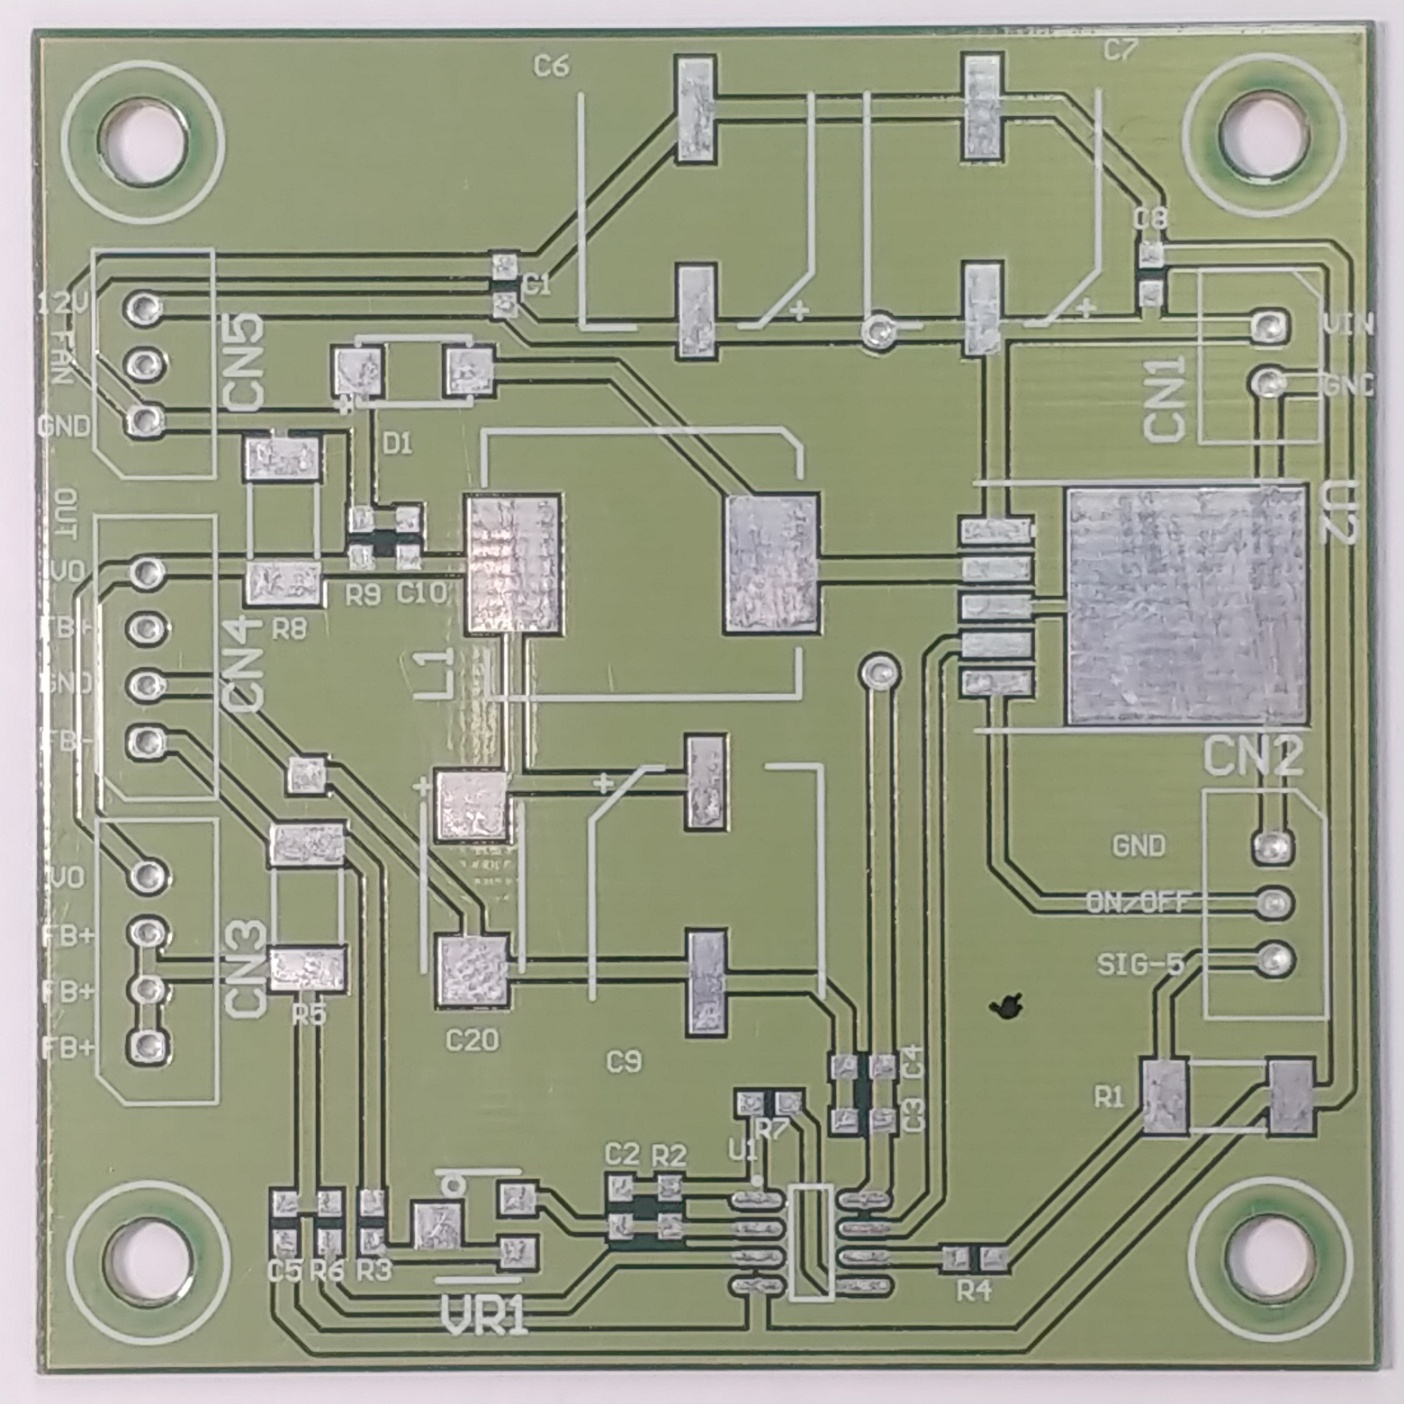 C6
C7
C8
C1
12V
FAN
GND
CN5
D1
VIN
GND
CN1
U2
OUT
VO
FB+
GND
FB-
CN4
R8
R9
C10
L1
CN2
GND
ON/OFF
SIG-5
+
+
+
+
+
VO
FB+
FB+
FB+
CN3
R5
C20
C9
C4
C3
R7
U1
R1
C2
R2
C5
R6
R3
VR1
R4